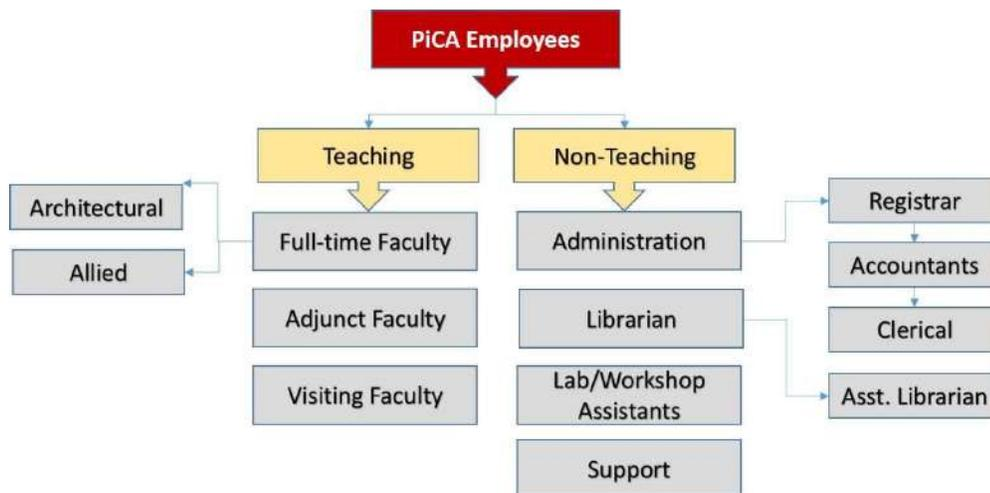 PiCA Employees
Teaching
Non-Teaching
Architectural
Allied
Full-time Faculty
Adjunct Faculty
Visiting Faculty
Administration
Librarian
Lab/Workshop
Assistants
Support
Registrar
Accountants
Clerical
Asst. Librarian